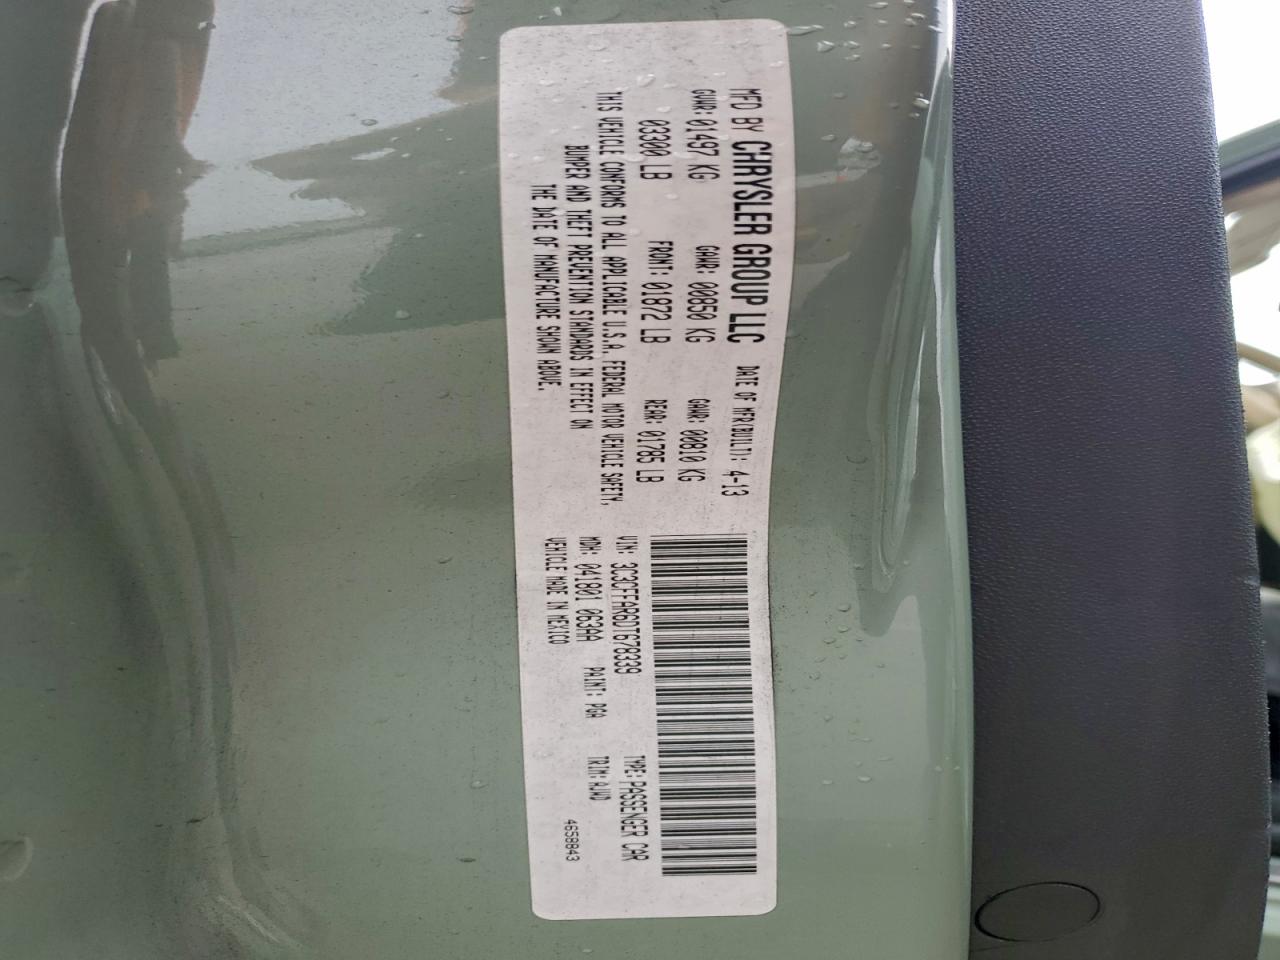 MFD BY CHRYSLER GROUP LLC DATE OF MFR(BUILT): 4-13
GVWR: 01497 KG GAWR: 00850 KG GAWR: 00810 KG
03300 LB FRONT: 01872 LB REAR: 01785 LB
THIS VEHICLE CONFORMS TO ALL APPLICABLE U.S.A. FEDERAL MOTOR VEHICLE SAFETY,
BUMPER AND THEFT PREVENTION STANDARDS IN EFFECT ON
THE DATE OF MANUFACTURE SHOWN ABOVE.
VIN: 3C3CFFAR6DT678339 TYPE: PASSENGER CAR
MDH: 041801 063AA PAINT: PGA TRIM: AJWD
VEHICLE MADE IN MEXICO 4658843